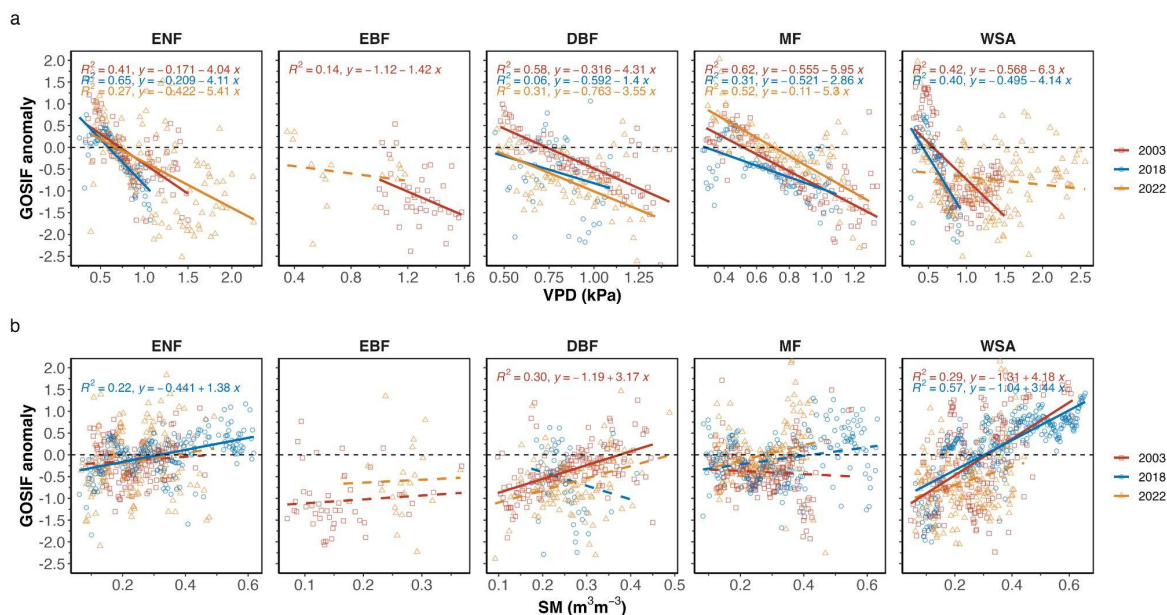 a
ENF EBF DBF MF WSA
R² = 0.41, y = −0.171 − 4.04 x
R² = 0.65, y = −0.209 − 4.11 x
R² = 0.27, y = −0.422 − 5.41 x
R² = 0.14, y = −1.12 − 1.42 x
R² = 0.58, y = −0.316 − 4.31 x
R² = 0.06, y = −0.592 − 1.4 x
R² = 0.31, y = −0.763 − 3.55 x
R² = 0.62, y = −0.555 − 5.95 x
R² = 0.31, y = −0.521 − 2.86 x
R² = 0.52, y = −0.11 − 5.3 x
R² = 0.42, y = −0.568 − 6.3 x
R² = 0.40, y = −0.495 − 4.14 x
2.0
1.5
1.0
0.5
0.0
-0.5
-1.0
-1.5
-2.0
-2.5
GOSIF anomaly
0.5 1.0 1.5 2.0 0.4 0.8 1.2 1.6 0.50 0.75 1.00 1.25 0.3 0.6 0.9 1.2 0.5 1.0 1.5 2.0 2.5
VPD (kPa)
2003
2018
2022
b
ENF EBF DBF MF WSA
R² = 0.22, y = −0.441 + 1.38 x
R² = 0.30, y = −1.19 + 3.17 x
R² = 0.29, y = −1.31 + 4.18 x
R² = 0.57, y = −1.04 + 3.44 x
2.0
1.5
1.0
0.5
0.0
-0.5
-1.0
-1.5
-2.0
-2.5
GOSIF anomaly
0.2 0.4 0.6 0.1 0.2 0.3 0.1 0.2 0.3 0.4 0.5 0.2 0.4 0.6 0.2 0.4 0.6
SM (m³m⁻³)
2003
2018
2022